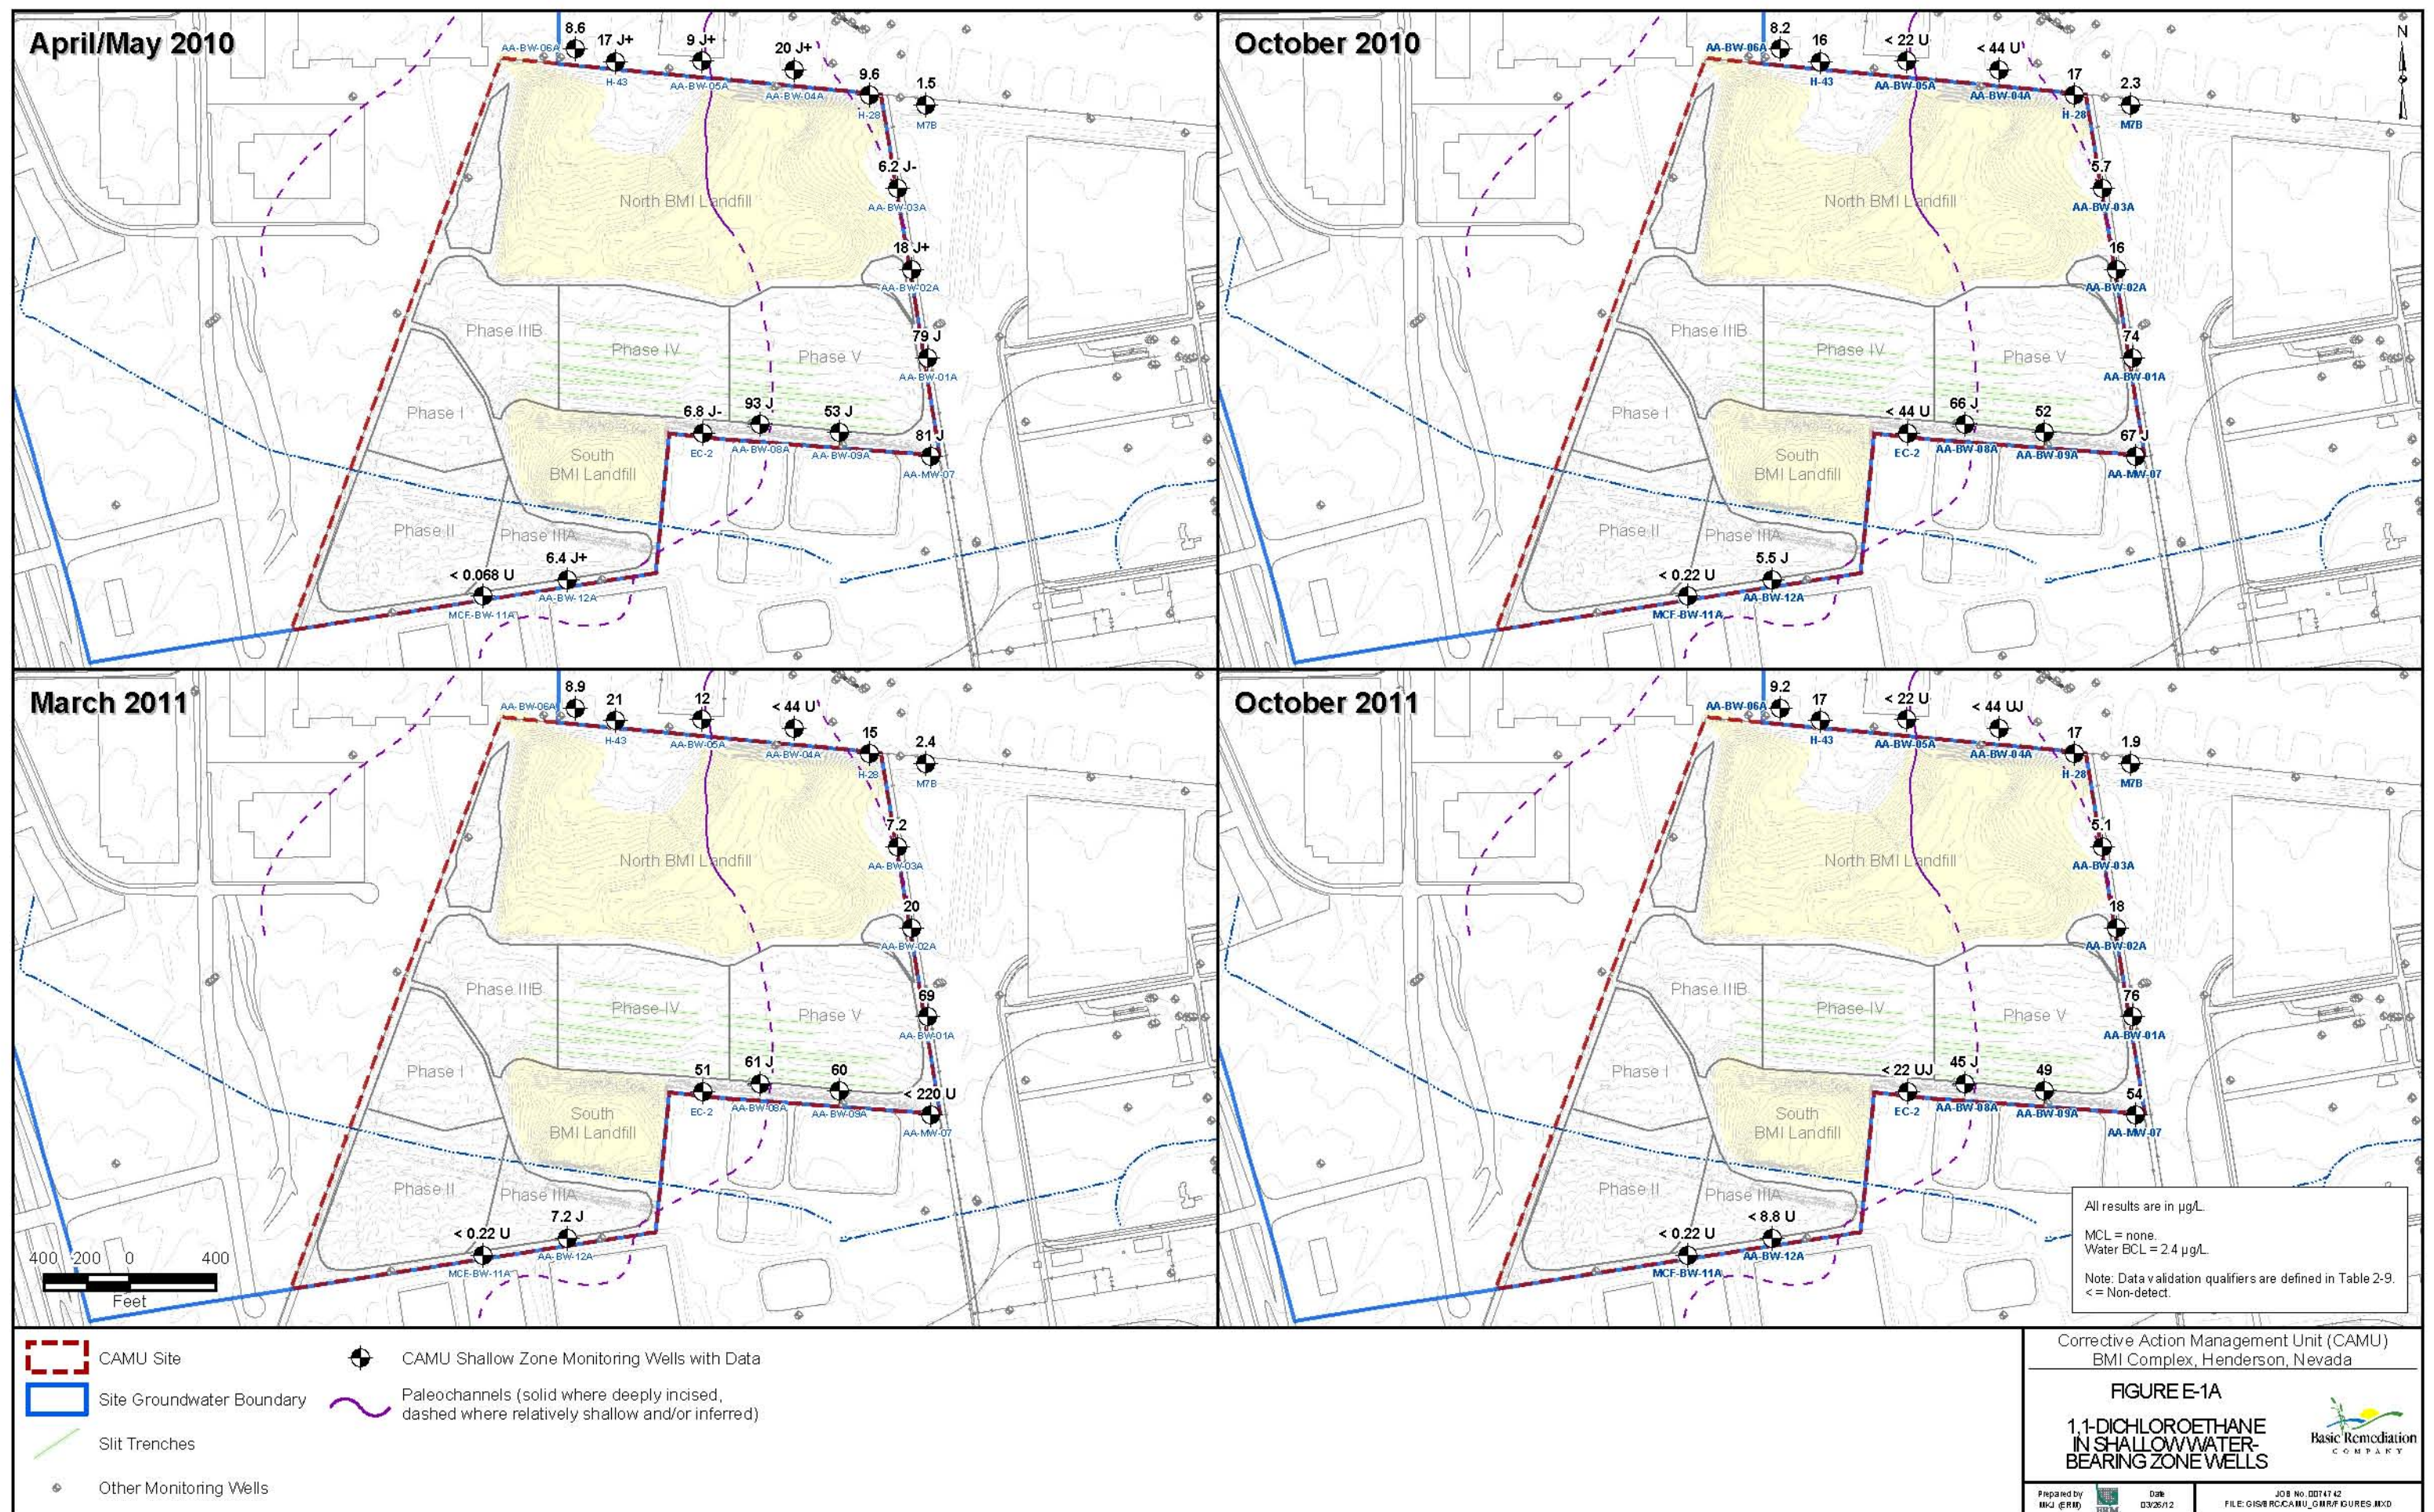 April/May 2010
8.6
AA-BW-06A
17 J+
H-43
9 J+
AA-BW-05A
20 J+
AA-BW-04A
9.6
H-28
1.5
M7B
6.2 J-
AA-BW-03A
North BMI Landfill
18 J+
AA-BW-02A
79 J
AA-BW-01A
Phase IIIB
Phase IV
Phase V
Phase I
6.8 J-
EC-2
93 J
AA-BW-08A
53 J
AA-BW-09A
81 J
AA-MW-07
South
BMI Landfill
Phase II
Phase IIIA
< 0.068 U
MCF-BW-11A
6.4 J+
AA-BW-12A
October 2010
N
8.2
AA-BW-06A
16
H-43
< 22 U
AA-BW-05A
< 44 U
AA-BW-04A
17
H-28
2.3
M7B
5.7
AA-BW-03A
North BMI Landfill
16
AA-BW-02A
74
AA-BW-01A
Phase IIIB
Phase IV
Phase V
Phase I
< 44 U
EC-2
66 J
AA-BW-08A
52
AA-BW-09A
67 J
AA-MW-07
South
BMI Landfill
Phase II
Phase IIIA
< 0.22 U
MCF-BW-11A
5.5 J
AA-BW-12A
March 2011
8.9
AA-BW-06A
21
H-43
12
AA-BW-05A
< 44 U
AA-BW-04A
15
H-28
2.4
M7B
7.2
AA-BW-03A
North BMI Landfill
20
AA-BW-02A
69
AA-BW-01A
Phase IIIB
Phase IV
Phase V
Phase I
51
EC-2
61 J
AA-BW-08A
60
AA-BW-09A
< 220 U
AA-MW-07
South
BMI Landfill
Phase II
Phase IIIA
< 0.22 U
MCF-BW-11A
7.2 J
AA-BW-12A
400 200 0 400
Feet
October 2011
9.2
AA-BW-06A
17
H-43
< 22 U
AA-BW-05A
< 44 UJ
AA-BW-04A
17
H-28
1.9
M7B
5.1
AA-BW-03A
North BMI Landfill
18
AA-BW-02A
76
AA-BW-01A
Phase IIIB
Phase IV
Phase V
Phase I
< 22 UJ
EC-2
45 J
AA-BW-08A
49
AA-BW-09A
54
AA-MW-07
South
BMI Landfill
Phase II
Phase IIIA
< 0.22 U
MCF-BW-11A
< 8.8 U
AA-BW-12A
All results are in µg/L.
MCL = none.
Water BCL = 2.4 µg/L.
Note: Data validation qualifiers are defined in Table 2-9.
< = Non-detect.
CAMU Site
Site Groundwater Boundary
Slit Trenches
Other Monitoring Wells
CAMU Shallow Zone Monitoring Wells with Data
Paleochannels (solid where deeply incised,
dashed where relatively shallow and/or inferred)
Corrective Action Management Unit (CAMU)
BMI Complex, Henderson, Nevada
FIGURE E-1A
1,1-DICHLOROETHANE
IN SHALLOW WATER-
BEARING ZONE WELLS
Basic Remediation
COMPANY
Prepared by
MKJ (ERM)
ERM
Date
03/26/12
JOB No. 0074742
FILE: GIS/BRC/CAMU_GMR/FIGURES.MXD